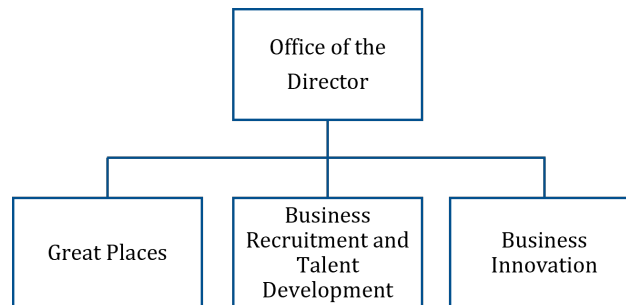 Office of the
Director
Great Places
Business
Recruitment and
Talent
Development
Business
Innovation